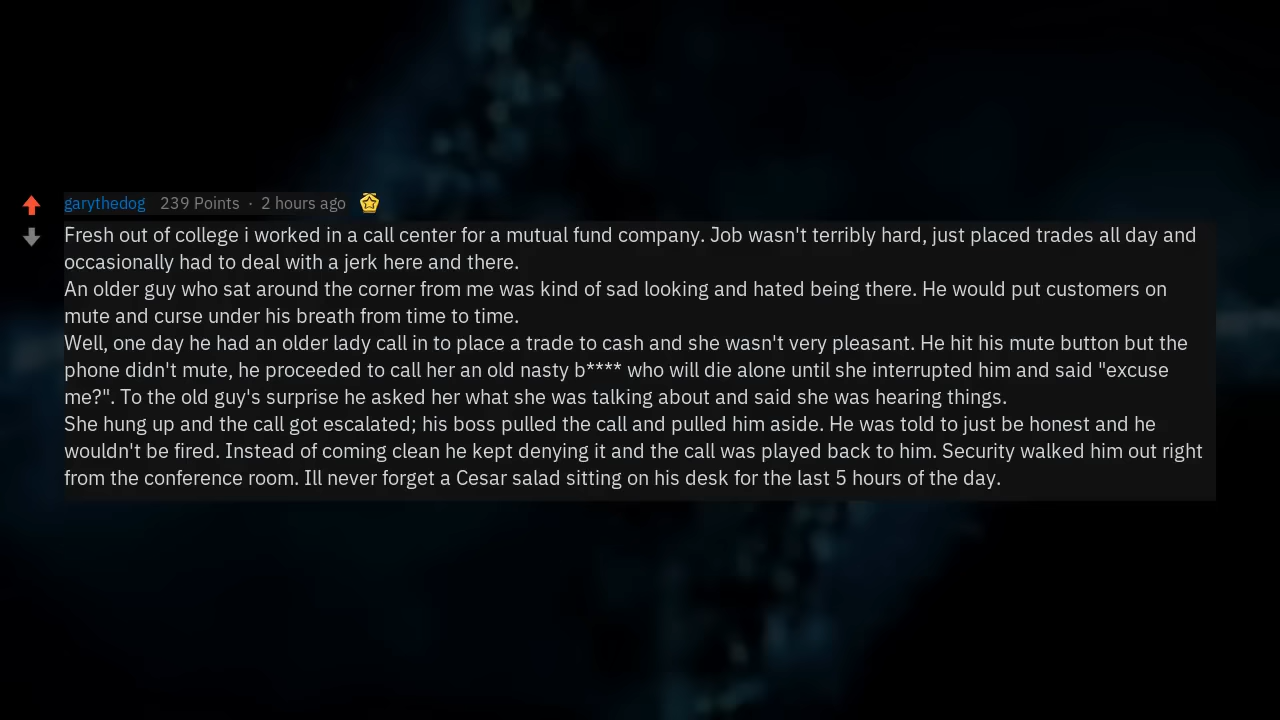 garythedog 239 Points · 2 hours ago
Fresh out of college i worked in a call center for a mutual fund company. Job wasn't terribly hard, just placed trades all day and
occasionally had to deal with a jerk here and there.
An older guy who sat around the corner from me was kind of sad looking and hated being there. He would put customers on
mute and curse under his breath from time to time.
Well, one day he had an older lady call in to place a trade to cash and she wasn't very pleasant. He hit his mute button but the
phone didn't mute, he proceeded to call her an old nasty b**** who will die alone until she interrupted him and said "excuse
me?". To the old guy's surprise he asked her what she was talking about and said she was hearing things.
She hung up and the call got escalated; his boss pulled the call and pulled him aside. He was told to just be honest and he
wouldn't be fired. Instead of coming clean he kept denying it and the call was played back to him. Security walked him out right
from the conference room. Ill never forget a Cesar salad sitting on his desk for the last 5 hours of the day.